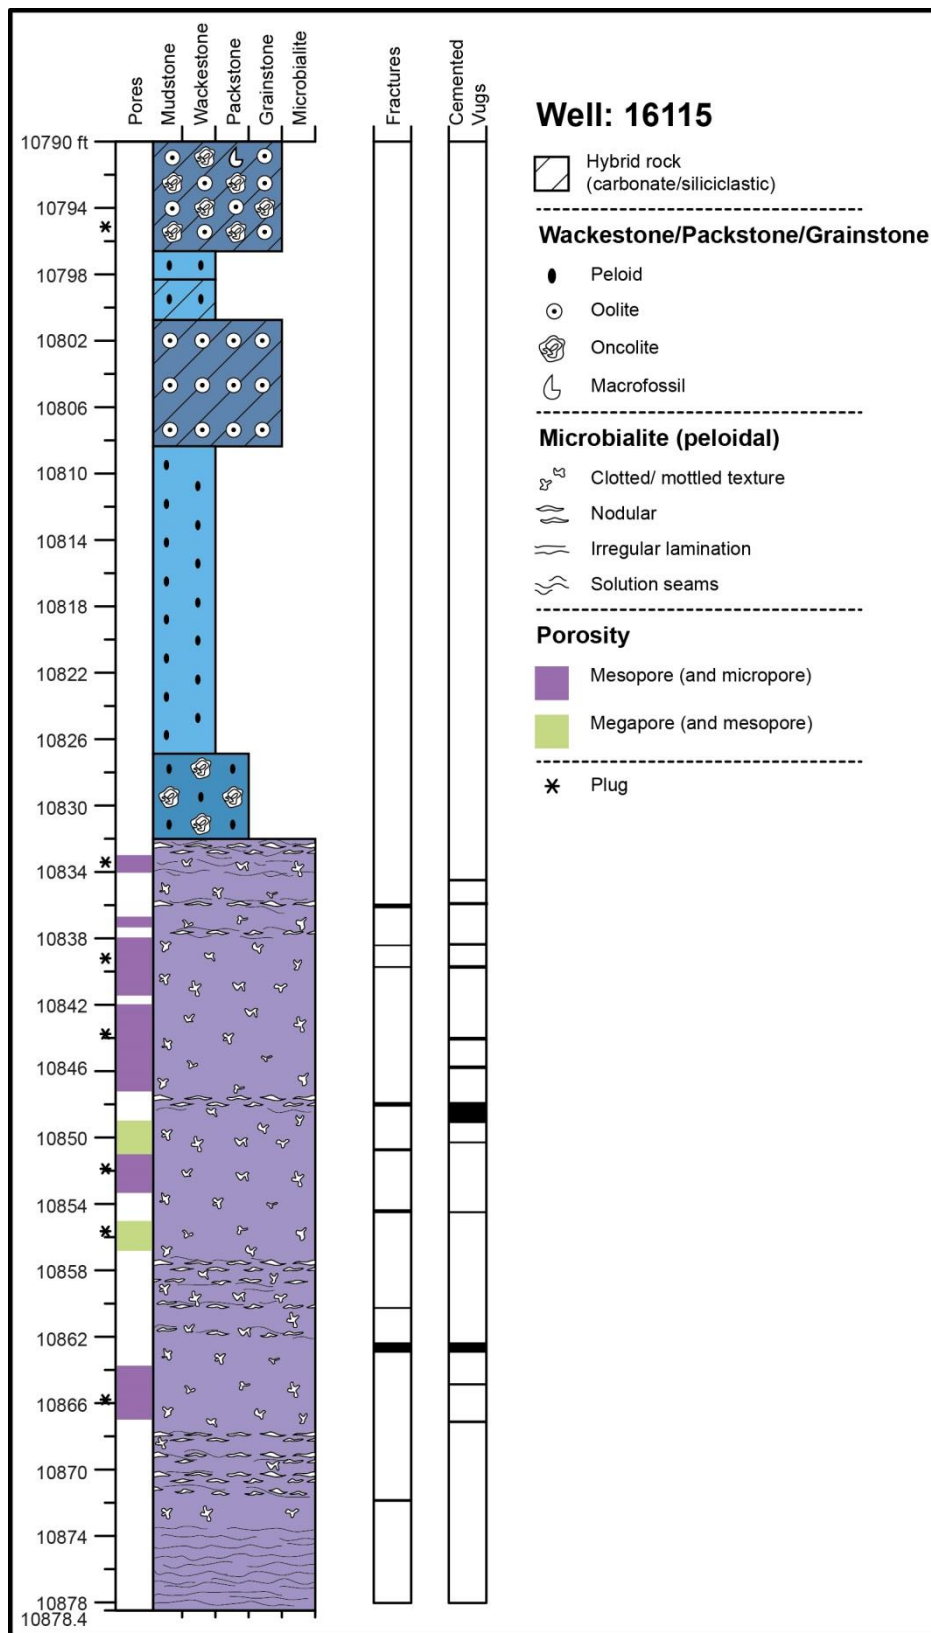 Pores
Mudstone
Wackestone
Packstone
Grainstone
Microbialite
Fractures
Cemented
Vugs
10790 ft
10794
10798
10802
10806
10810
10814
10818
10822
10826
10830
10834
10838
10842
10846
10850
10854
10858
10862
10866
10870
10874
10878
10878.4
Well: 16115
Hybrid rock
(carbonate/siliciclastic)
Wackestone/Packstone/Grainstone
Peloid
Oolite
Oncolite
Macrofossil
Microbialite (peloidal)
Clotted/ mottled texture
Nodular
Irregular lamination
Solution seams
Porosity
Mesopore (and micropore)
Megapore (and mesopore)
Plug